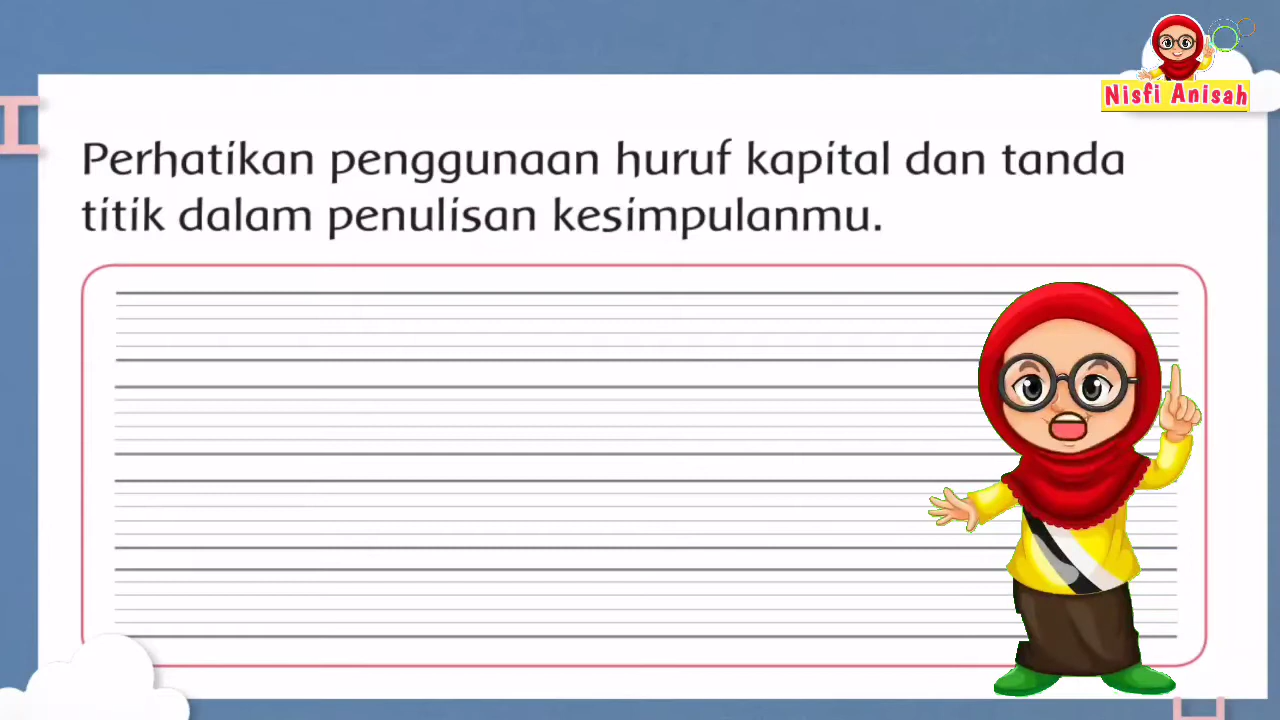 Nisfi Anisah
Perhatikan penggunaan huruf kapital dan tanda
titik dalam penulisan kesimpulanmu.